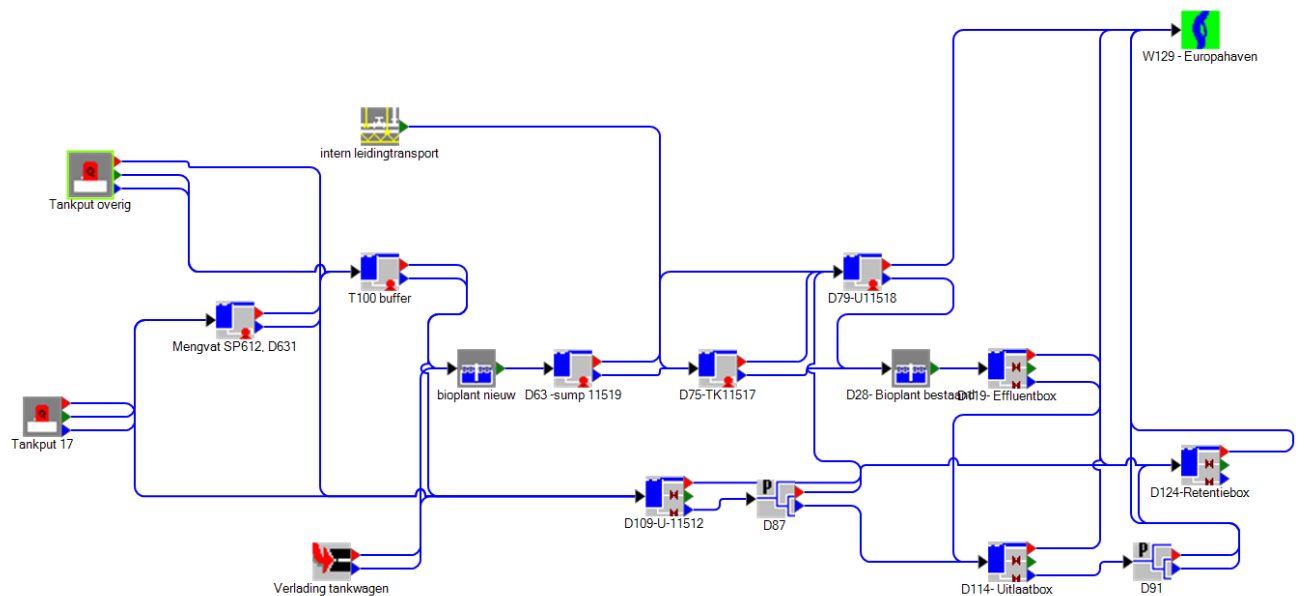 W129 - Europahaven
intern leidingtransport
Tankput overig
T100 buffer
D79-U11518
Mengvat SP612, D631
bioplant nieuw
D63 -sump 11519
D75-TK11517
D28- Bioplant bestaand
D119- Effluentbox
Tankput 17
D124-Retentiebox
P
D109-U-11512
D87
P
Verlading tankwagen
D114- Uitlaatbox
D91